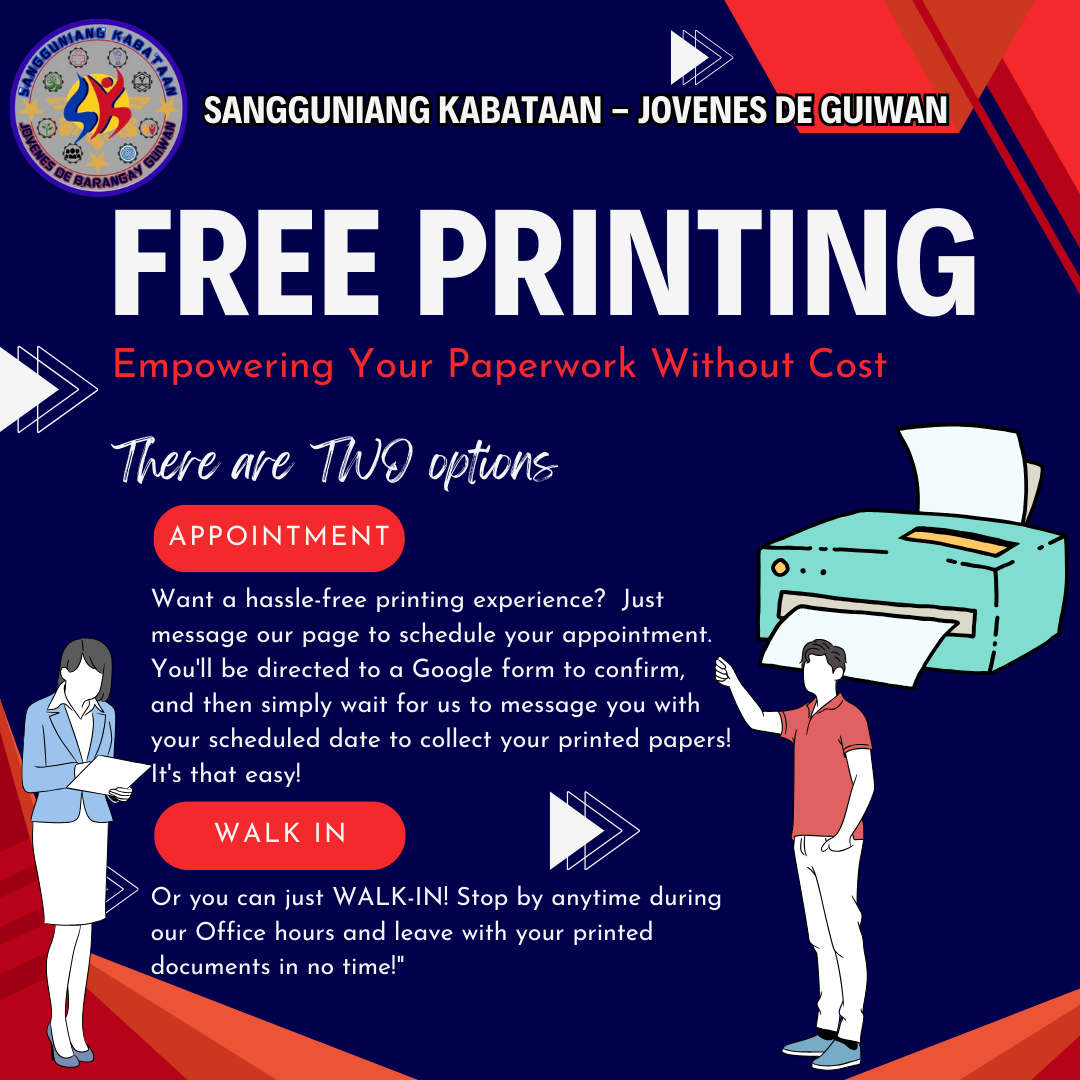 SANGGUNIANG KABATAAN
JOVENES DE BARANGAY GUIWAN
SANGGUNIANG KABATAAN – JOVENES DE GUIWAN
FREE PRINTING
Empowering Your Paperwork Without Cost
There are TWO options
APPOINTMENT
Want a hassle-free printing experience?  Just
message our page to schedule your appointment.
You'll be directed to a Google form to confirm,
and then simply wait for us to message you with
your scheduled date to collect your printed papers!
It's that easy!
WALK IN
Or you can just WALK-IN! Stop by anytime during
our Office hours and leave with your printed
documents in no time!"